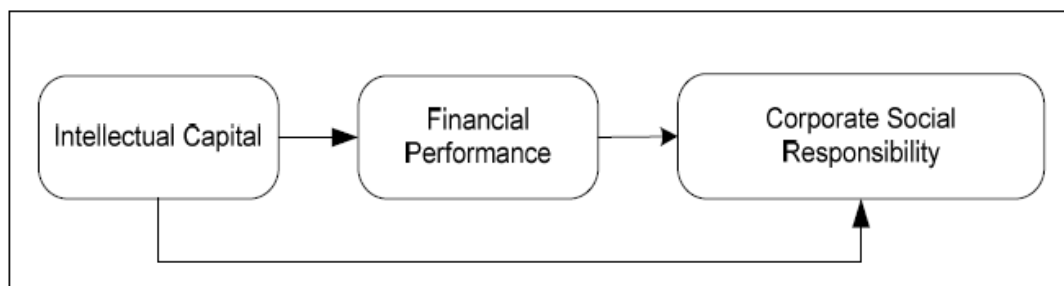 Intellectual Capital
Financial
Performance
Corporate Social
Responsibility